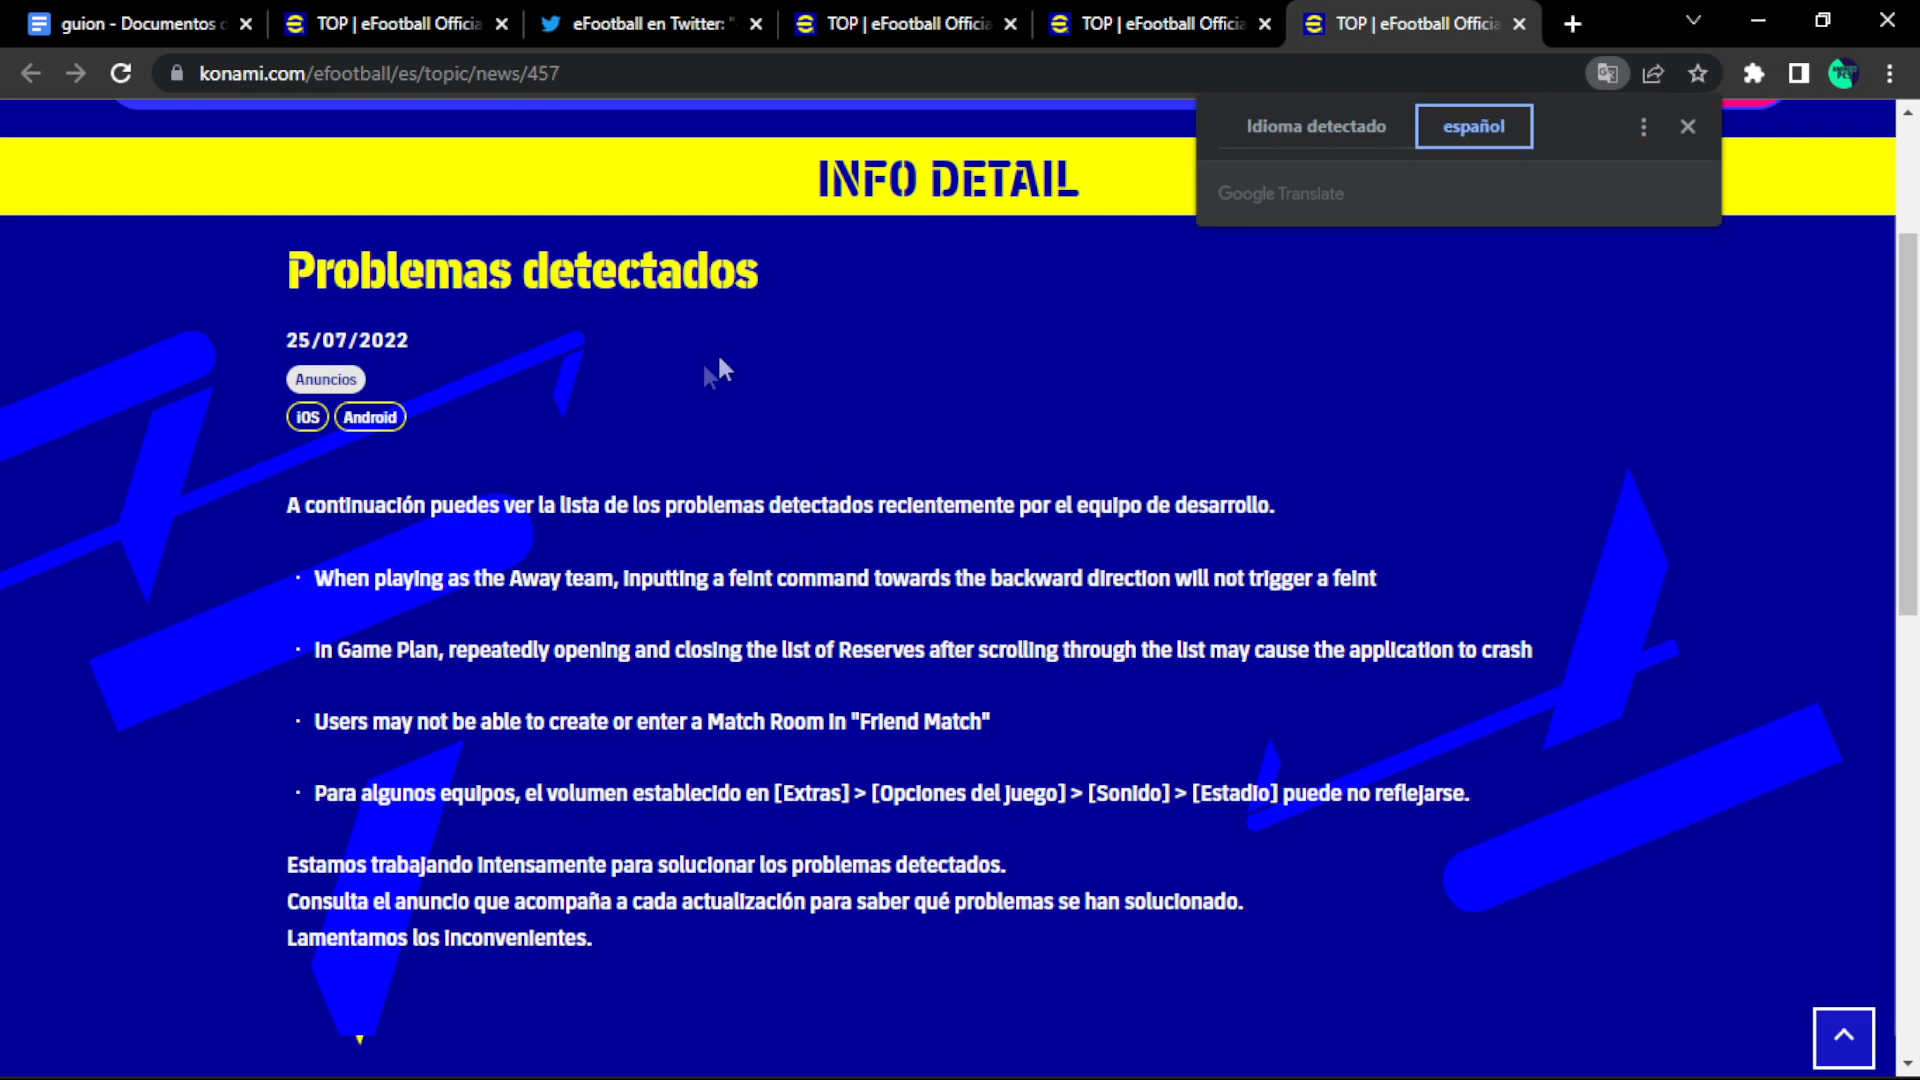 guion - Documentos d
TOP | eFootball Officia
eFootball en Twitter: "
TOP | eFootball Officia
TOP | eFootball Officia
TOP | eFootball Officia
konami.com/efootball/es/topic/news/457
Idioma detectado
español
Google Translate
INFO DETAIL
Problemas detectados
25/07/2022
Anuncios
iOS Android
A continuación puedes ver la lista de los problemas detectados recientemente por el equipo de desarrollo.
· When playing as the Away team, inputting a feint command towards the backward direction will not trigger a feint
· In Game Plan, repeatedly opening and closing the list of Reserves after scrolling through the list may cause the application to crash
· Users may not be able to create or enter a Match Room in "Friend Match"
· Para algunos equipos, el volumen establecido en [Extras] > [Opciones del juego] > [Sonido] > [Estadio] puede no reflejarse.
Estamos trabajando intensamente para solucionar los problemas detectados.
Consulta el anuncio que acompaña a cada actualización para saber qué problemas se han solucionado.
Lamentamos los inconvenientes.